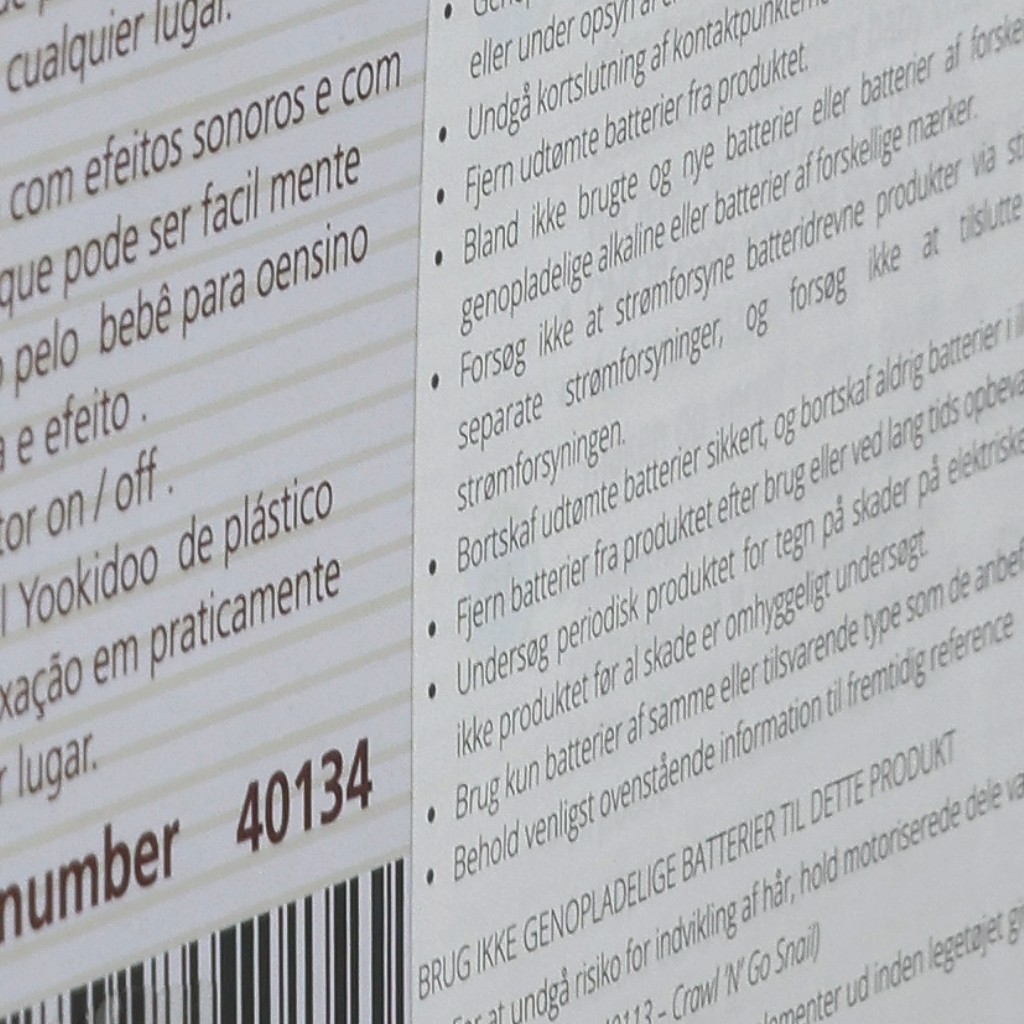 cualquier lugar.
com efeitos sonoros e com
que pode ser facil mente
pelo bebê para oensino
e efeito .
on / off .
Yookidoo de plástico
em praticamente
lugar.
number 40134
eller under opsyn af
• Undgå kortslutning af kontaktpunkterne
• Fjern udtømte batterier fra produktet.
• Bland ikke brugte og nye batterier eller batterier af
genopladelige alkaline eller batterier af forskellige mærker.
• Forsøg ikke at strømforsyne batteridrevne produkter via
separate strømforsyninger, og forsøg ikke at
strømforsyningen.
• Bortskaf udtømte batterier sikkert, og bortskaf aldrig batterier i
• Fjern batterier fra produktet efter brug eller ved lang tids
• Undersøg periodisk produktet for tegn på skader på
ikke produktet før al skade er omhyggeligt undersøgt.
• Brug kun batterier af samme eller tilsvarende type som de
• Behold venligst ovenstående information til fremtidig reference
BRUG IKKE GENOPLADELIGE BATTERIER TIL DETTE PRODUKT
at undgå risiko for indvikling af hår, hold motoriserede dele
– Crawl 'N' Go Snail)
ud inden legetøjet